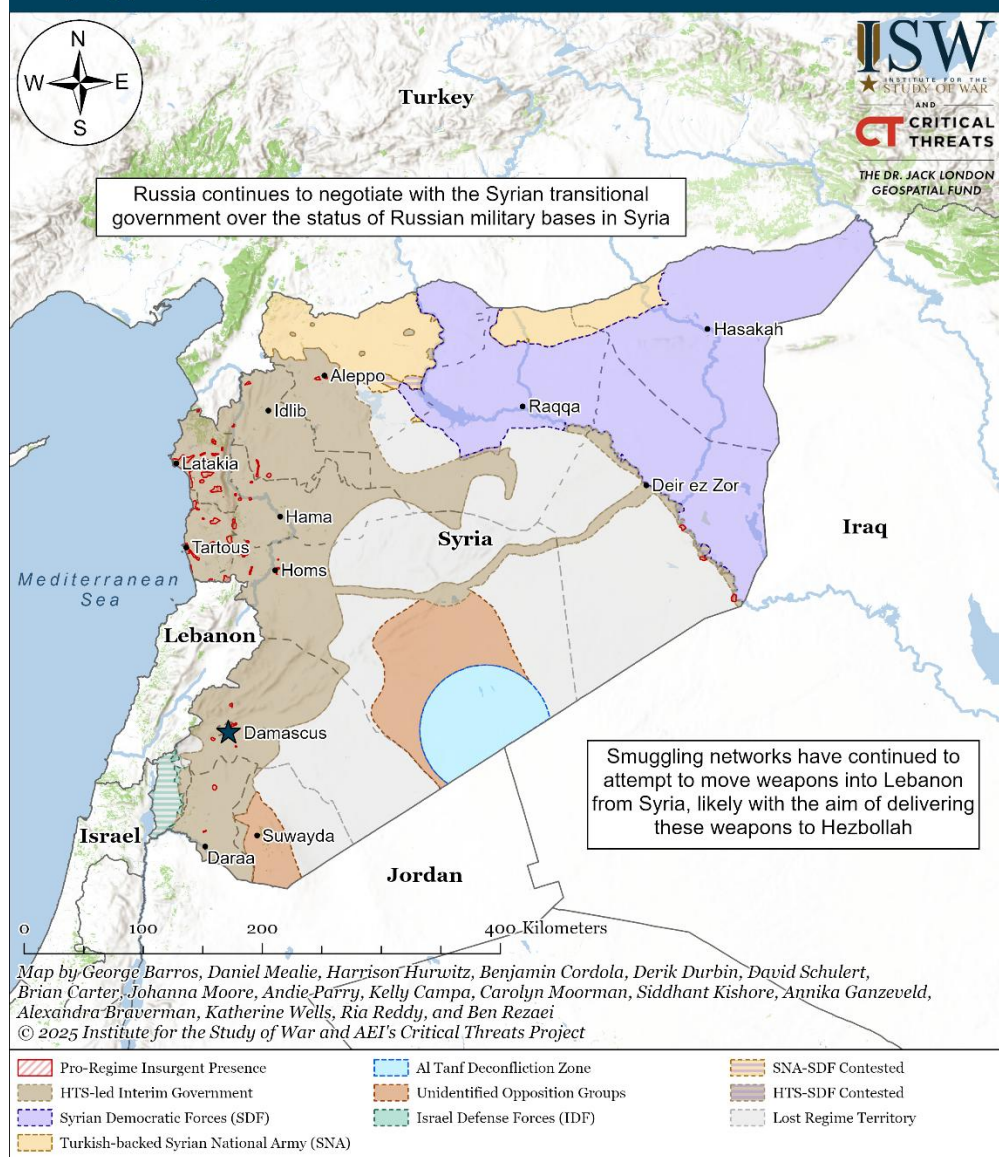 N
W E
S
ISW
INSTITUTE FOR THE
STUDY OF WAR
AND
CT CRITICAL
THREATS
THE DR. JACK LONDON
GEOSPATIAL FUND
Turkey
Russia continues to negotiate with the Syrian transitional
government over the status of Russian military bases in Syria
Hasakah
Aleppo
Idlib
Raqqa
Latakia
Deir ez Zor
Hama
Syria
Iraq
Tartous
Homs
Mediterranean
Sea
Lebanon
Damascus
Smuggling networks have continued to
attempt to move weapons into Lebanon
from Syria, likely with the aim of delivering
these weapons to Hezbollah
Israel
Suwayda
Daraa
Jordan
0 100 200 400 Kilometers
Map by George Barros, Daniel Mealie, Harrison Hurwitz, Benjamin Cordola, Derik Durbin, David Schulert,
Brian Carter, Johanna Moore, Andie Parry, Kelly Campa, Carolyn Moorman, Siddhant Kishore, Annika Ganzeveld,
Alexandra Braverman, Katherine Wells, Ria Reddy, and Ben Rezaei
© 2025 Institute for the Study of War and AEI's Critical Threats Project
Pro-Regime Insurgent Presence
HTS-led Interim Government
Syrian Democratic Forces (SDF)
Turkish-backed Syrian National Army (SNA)
Al Tanf Deconfliction Zone
Unidentified Opposition Groups
Israel Defense Forces (IDF)
SNA-SDF Contested
HTS-SDF Contested
Lost Regime Territory